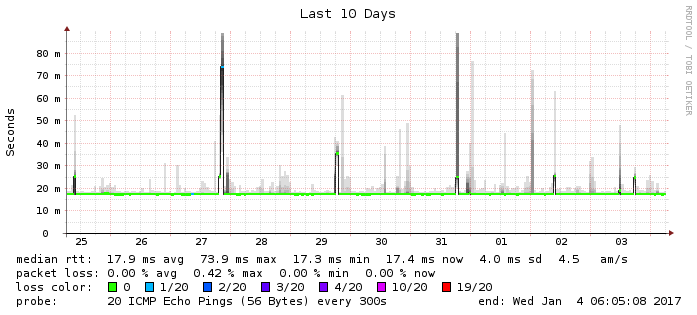 Last 10 Days
RRDTOOL / TOBI OETIKER
Seconds
80 m
70 m
60 m
50 m
40 m
30 m
20 m
10 m
0
25 26 27 28 29 30 31 01 02 03
median rtt: 17.9 ms avg 73.9 ms max 17.3 ms min 17.4 ms now 4.0 ms sd 4.5 am/s
packet loss: 0.00 % avg 0.42 % max 0.00 % min 0.00 % now
loss color: 0 1/20 2/20 3/20 4/20 10/20 19/20
probe: 20 ICMP Echo Pings (56 Bytes) every 300s end: Wed Jan 4 06:05:08 2017